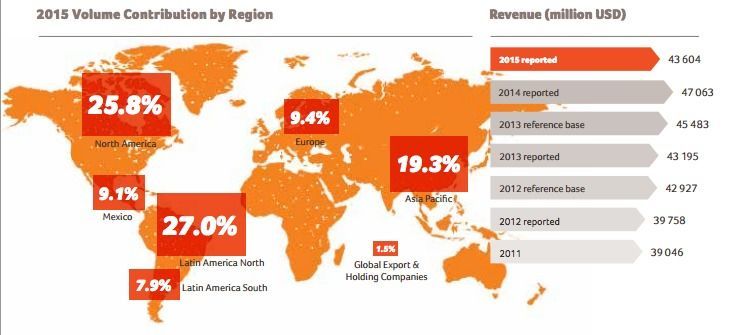 2015 Volume Contribution by Region
25.8%
North America
9.4%
Europe
19.3%
Asia Pacific
9.1%
Mexico
27.0%
Latin America North
1.5%
Global Export &
Holding Companies
7.9%
Latin America South
Revenue (million USD)
2015 reported 43 604
2014 reported 47 063
2013 reference base 45 483
2013 reported 43 195
2012 reference base 42 927
2012 reported 39 758
2011 39 046